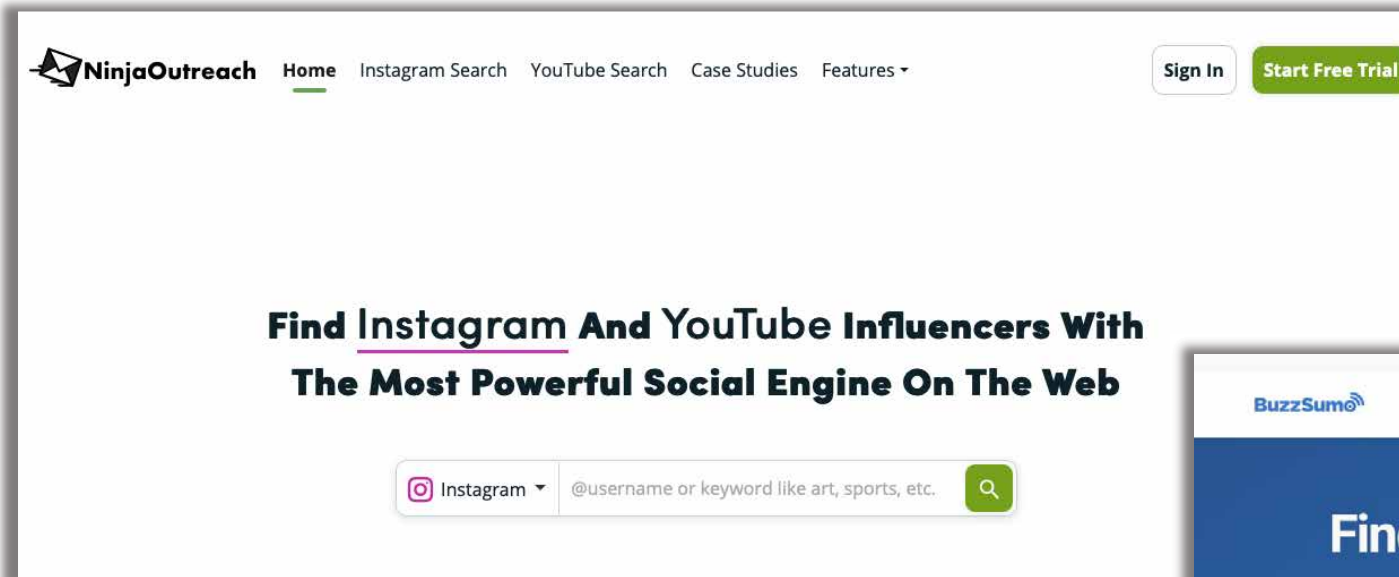 NinjaOutreach Home Instagram Search YouTube Search Case Studies Features Sign In Start Free Trial
Find Instagram And YouTube Influencers With
The Most Powerful Social Engine On The Web
Instagram @username or keyword like art, sports, etc.
BuzzSumo